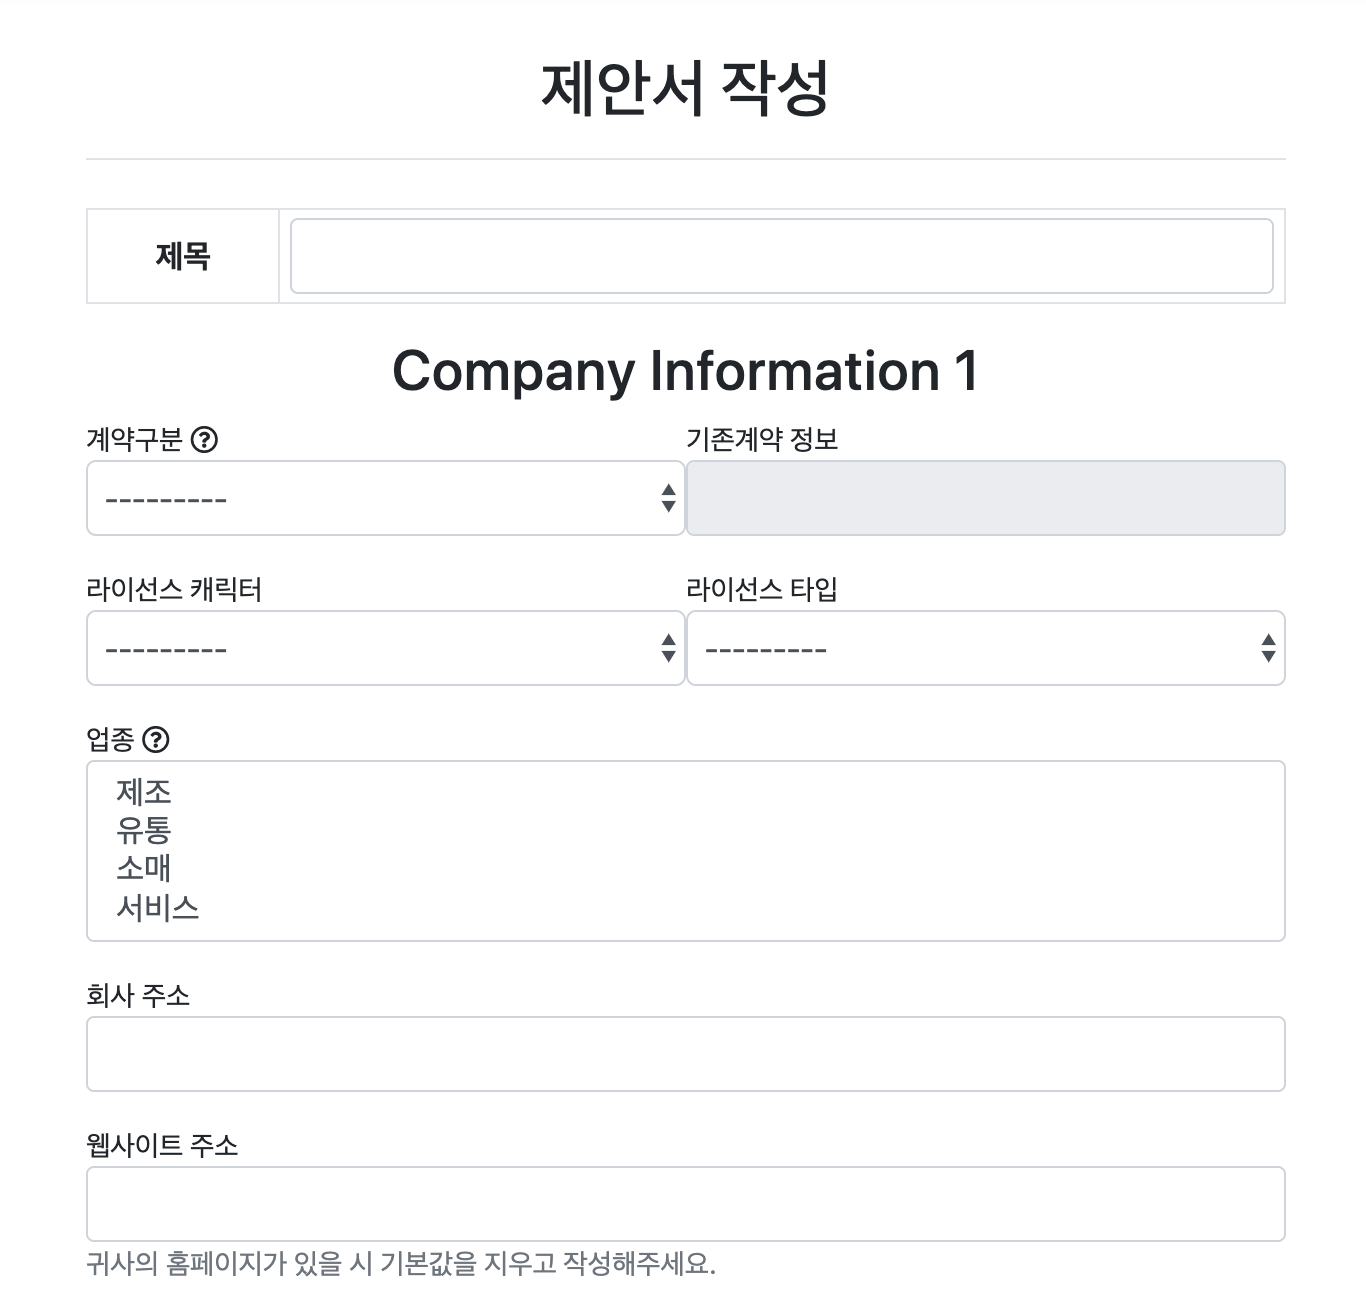 제안서 작성
제목
Company Information 1
계약구분 ?
기존계약 정보
---------
라이선스 캐릭터
라이선스 타입
---------
---------
업종 ?
제조
유통
소매
서비스
회사 주소
웹사이트 주소
귀사의 홈페이지가 있을 시 기본값을 지우고 작성해주세요.